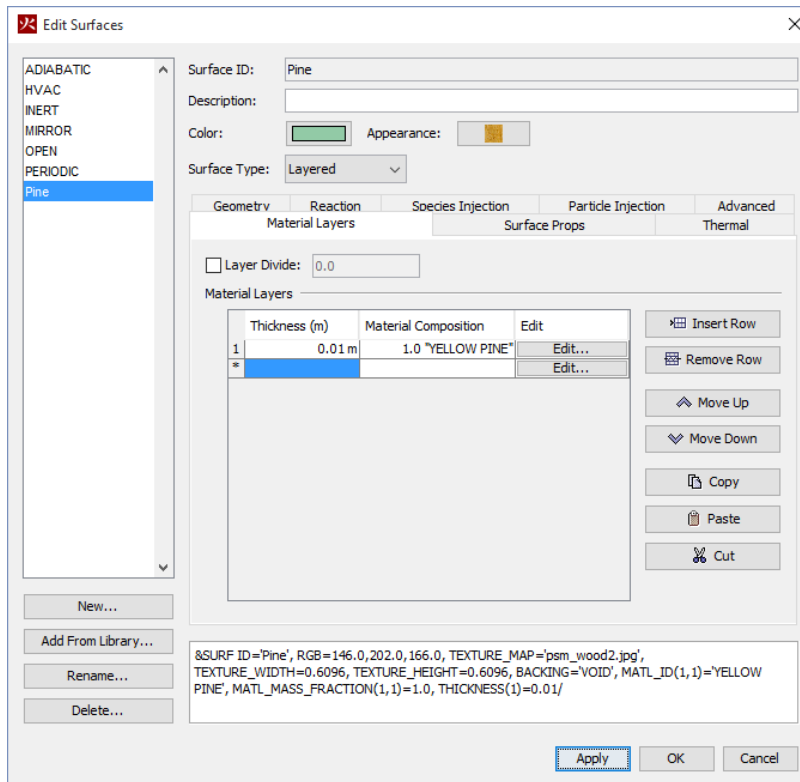 Edit Surfaces
ADIABATIC
HVAC
INERT
MIRROR
OPEN
PERIODIC
Pine
New...
Add From Library...
Rename...
Delete...
Surface ID: Pine
Description:
Color: Appearance:
Surface Type: Layered
Geometry Reaction Species Injection Particle Injection Advanced
Material Layers Surface Props Thermal
Layer Divide: 0.0
Material Layers
Thickness (m) Material Composition Edit
1 0.01 m 1.0 "YELLOW PINE" Edit...
* Edit...
Insert Row
Remove Row
Move Up
Move Down
Copy
Paste
Cut
&SURF ID='Pine', RGB=146.0,202.0,166.0, TEXTURE_MAP='psm_wood2.jpg',
TEXTURE_WIDTH=0.6096, TEXTURE_HEIGHT=0.6096, BACKING='VOID', MATL_ID(1,1)='YELLOW
PINE', MATL_MASS_FRACTION(1,1)=1.0, THICKNESS(1)=0.01/
Apply OK Cancel